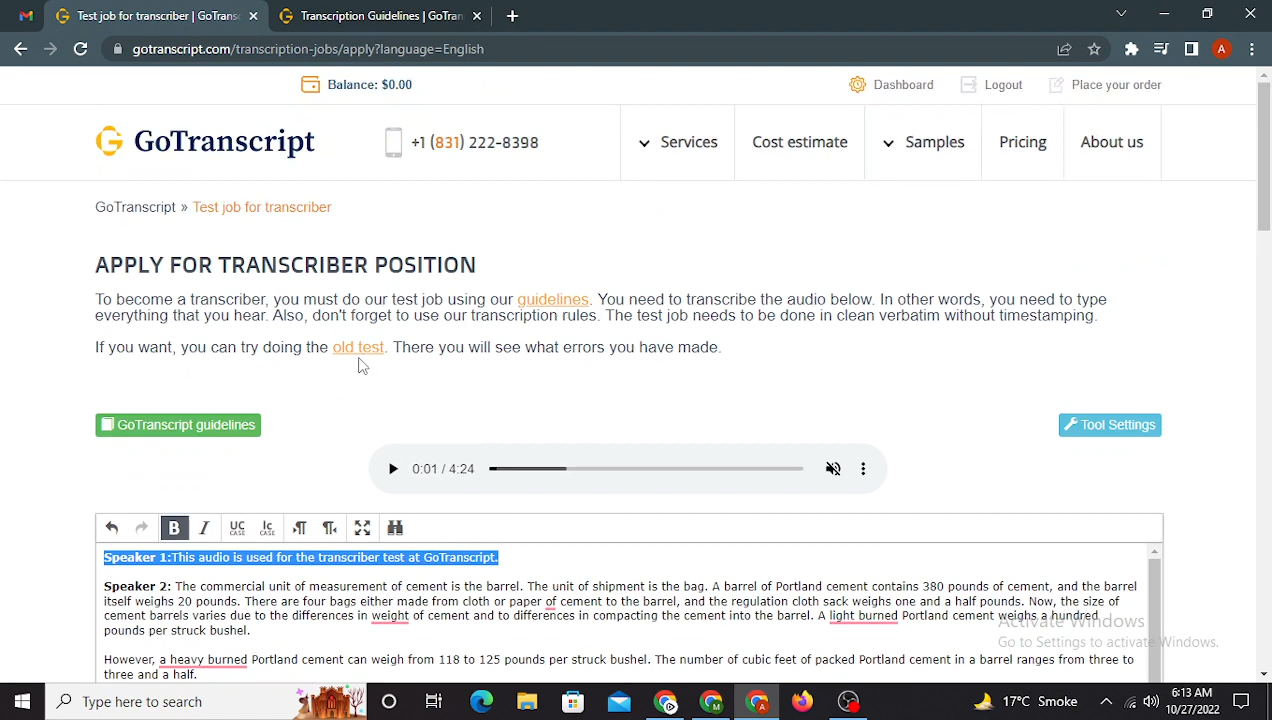 Test job for transcriber | GoTrans
Transcription Guidelines | GoTran
gotranscript.com/transcription-jobs/apply?language=English
A
Balance: $0.00
Dashboard
Logout
Place your order
GoTranscript
+1 (831) 222-8398
Services
Cost estimate
Samples
Pricing
About us
GoTranscript » Test job for transcriber
APPLY FOR TRANSCRIBER POSITION
To become a transcriber, you must do our test job using our guidelines. You need to transcribe the audio below. In other words, you need to type
everything that you hear. Also, don't forget to use our transcription rules. The test job needs to be done in clean verbatim without timestamping.
If you want, you can try doing the old test. There you will see what errors you have made.
GoTranscript guidelines
Tool Settings
0:01 / 4:24
B I UC CASE lc CASE
Speaker 1:This audio is used for the transcriber test at GoTranscript.
Speaker 2: The commercial unit of measurement of cement is the barrel. The unit of shipment is the bag. A barrel of Portland cement contains 380 pounds of cement, and the barrel
itself weighs 20 pounds. There are four bags either made from cloth or paper of cement to the barrel, and the regulation cloth sack weighs one and a half pounds. Now, the size of
cement barrels varies due to the differences in weight of cement and to differences in compacting the cement into the barrel. A light burned Portland cement weighs a hundred
pounds per struck bushel.
However, a heavy burned Portland cement can weigh from 118 to 125 pounds per struck bushel. The number of cubic feet of packed Portland cement in a barrel ranges from three to
three and a half.
Activate Windows
Go to Settings to activate Windows.
Type here to search
M
A
17°C Smoke
6:13 AM
10/27/2022